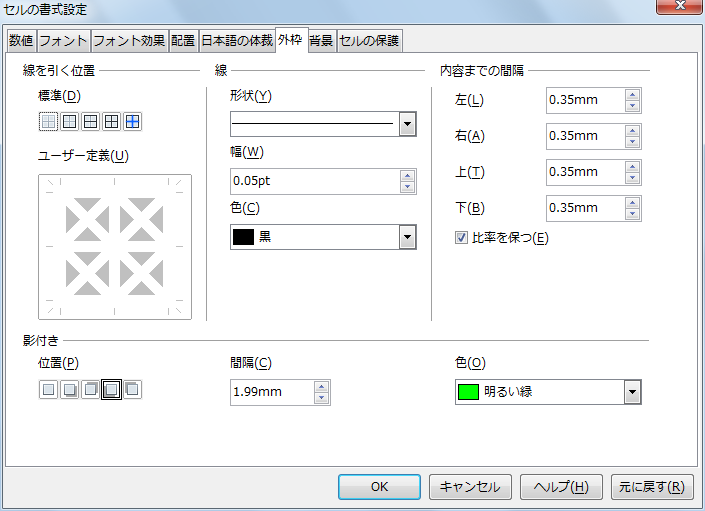 セルの書式設定
数値 フォント フォント効果 配置 日本語の体裁 外枠 背景 セルの保護
線を引く位置
標準(D)
ユーザー定義(U)
線
形状(Y)
幅(W)
0.05pt
色(C)
黒
内容までの間隔
左(L) 0.35mm
右(A) 0.35mm
上(T) 0.35mm
下(B) 0.35mm
比率を保つ(E)
影付き
位置(P)
間隔(C)
1.99mm
色(O)
明るい緑
OK キャンセル ヘルプ(H) 元に戻す(R)